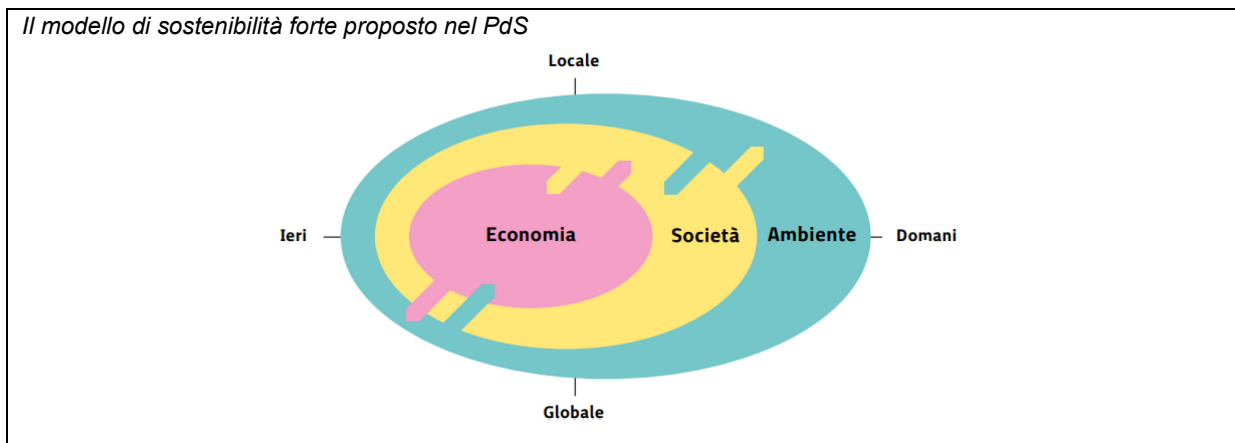 Il modello di sostenibilità forte proposto nel PdS
Locale
Ieri
Economia
Società
Ambiente
Domani
Globale